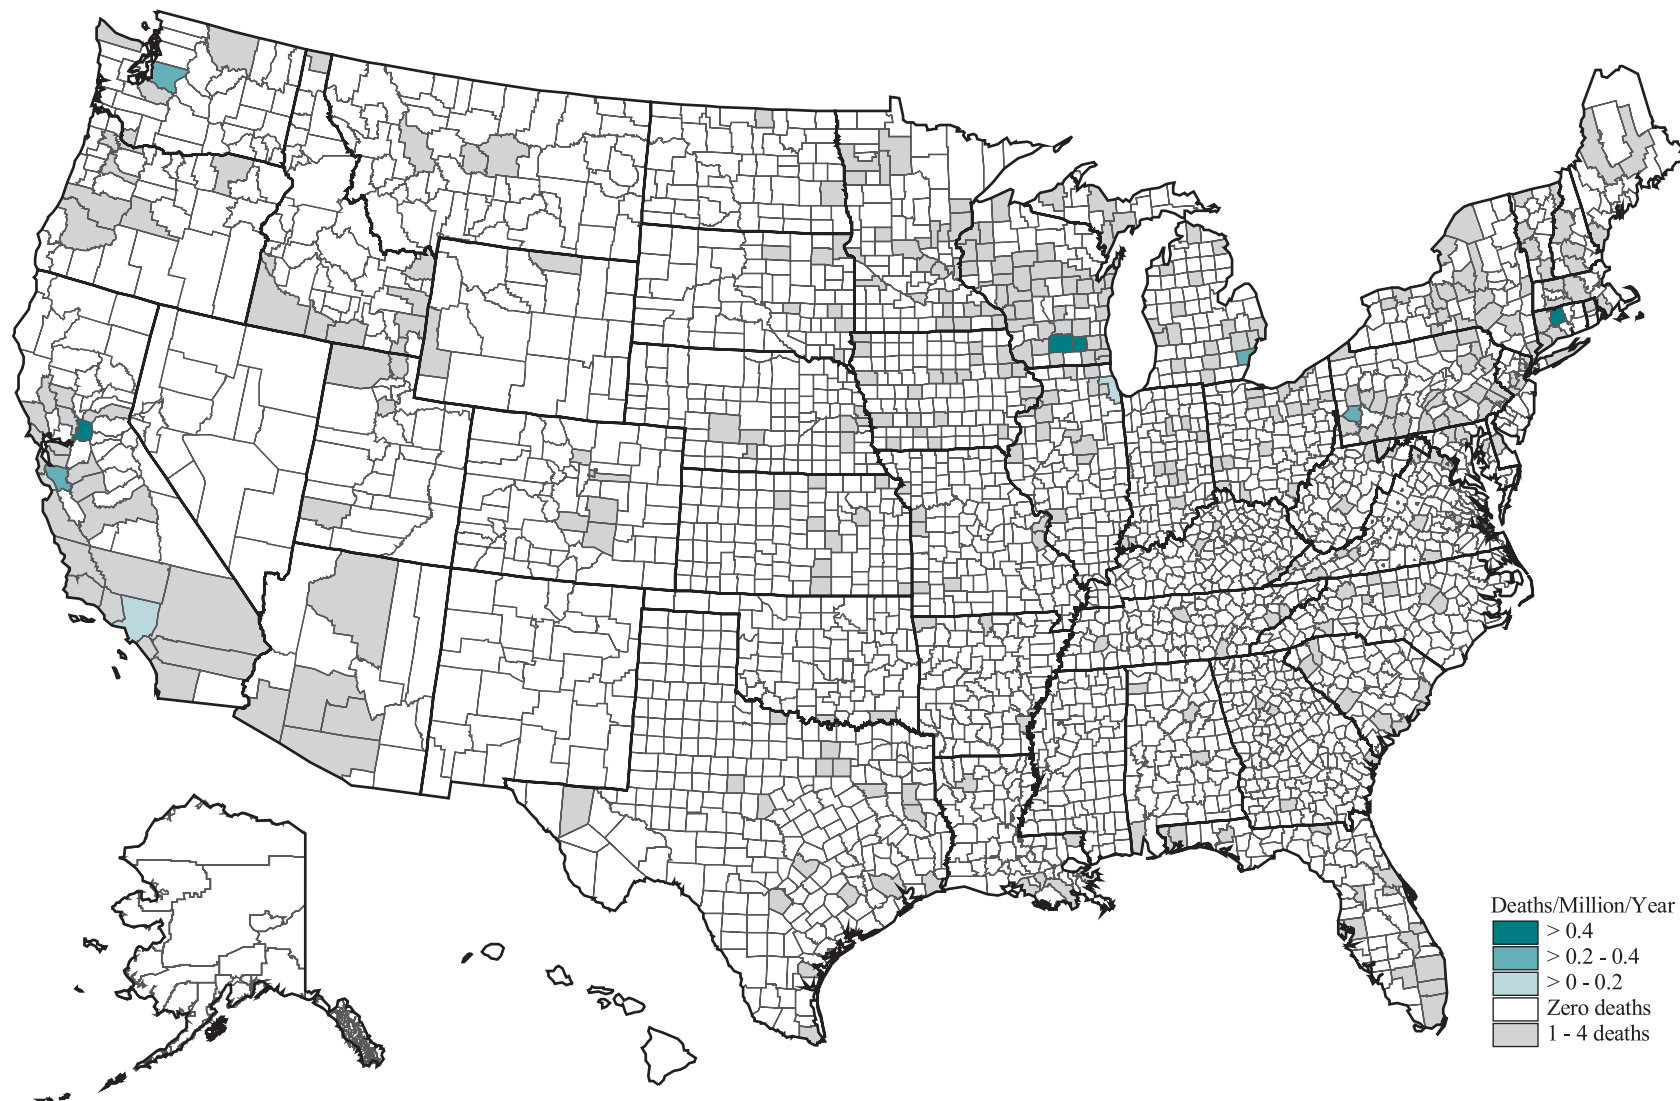 Deaths/Million/Year
> 0.4
> 0.2 - 0.4
> 0 - 0.2
Zero deaths
1 - 4 deaths